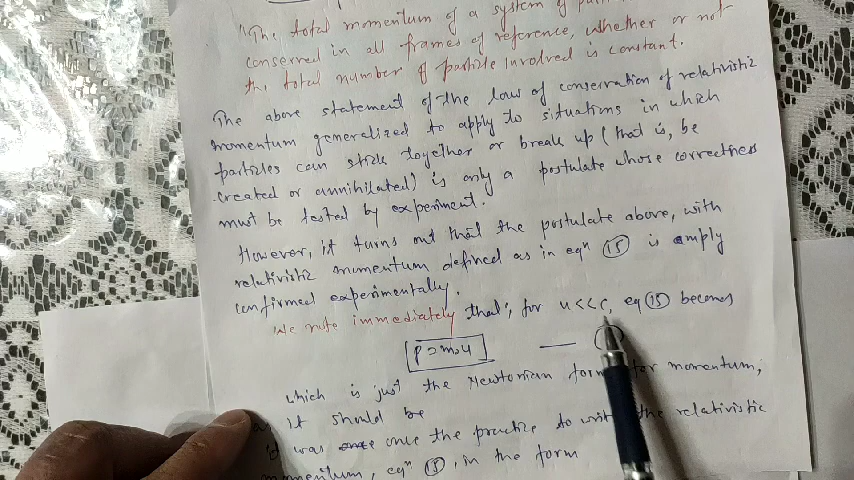 "The total momentum of a system of
conserved in all frames of reference, whether or not
the total number of particle involved is constant.
The above statement of the law of conservation of relativistic
momentum generalized to apply to situations in which
particles can stick together or break up (that is, be
created or annihilated) is only a postulate whose correctness
must be tested by experiment.
However, it turns out that the postulate above, with
relativistic momentum defined as in eqⁿ (15) is amply
confirmed experimentally.
We note immediately that, for u<<c, eq (15) becomes
which is just the Newtonian form for momentum,
as it should be
it was once the practice to write the relativistic
momentum, eqⁿ (15), in the form